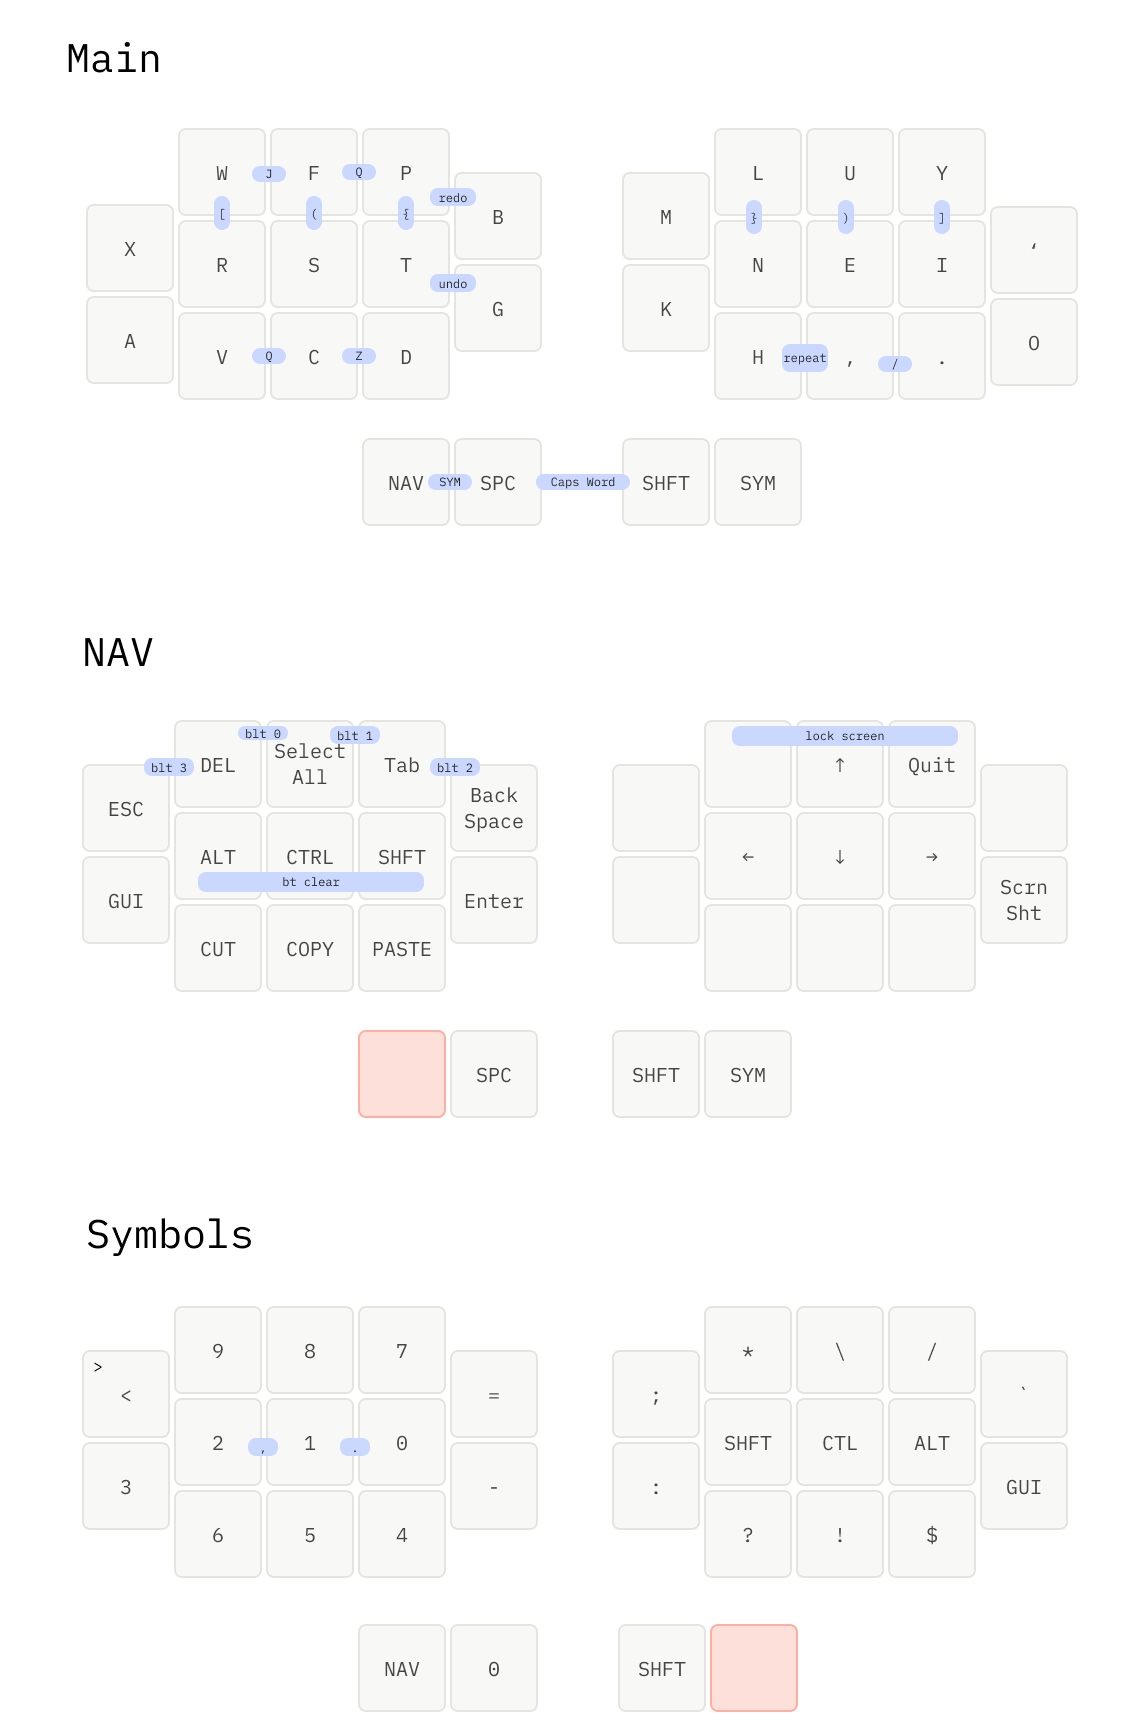 Main
W J F Q P
L U Y
redo
[ ( {
B
M
} ) ]
X
R S T
N E I
‘
undo
G
K
A
V Q C Z D
H repeat , / .
O
NAV SYM SPC Caps Word SHFT SYM
NAV
blt 0 blt 1
lock screen
blt 3 DEL
Select
All
Tab blt 2
↑ Quit
ESC
Back
Space
ALT CTRL SHFT
← ↓ →
bt clear
GUI
Enter
Scrn
Sht
CUT COPY PASTE
SPC SHFT SYM
Symbols
9 8 7
* \ /
>
<
=
;
`
2 , 1 . 0
SHFT CTL ALT
3
-
:
GUI
6 5 4
? ! $
NAV 0 SHFT